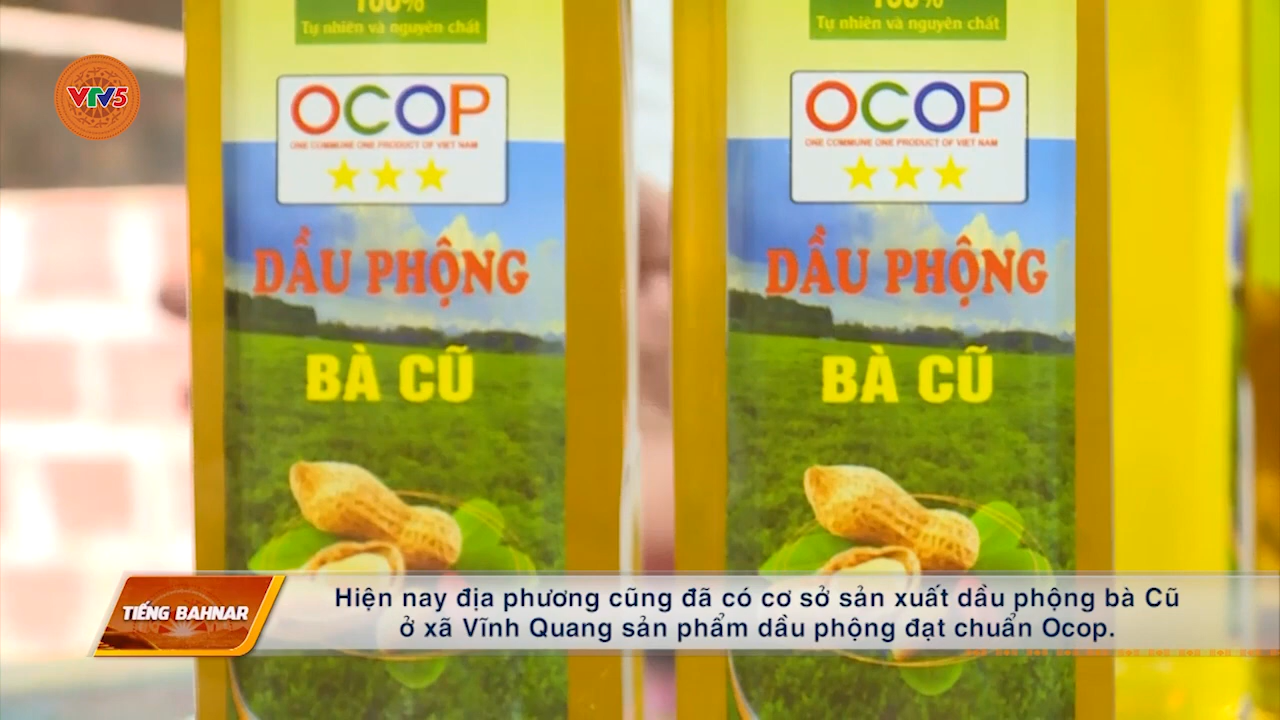 100%
Tự nhiên và nguyên chất
OCOP
ONE COMMUNE ONE PRODUCT OF VIET NAM
DẦU PHỘNG
BÀ CŨ
100%
Tự nhiên và nguyên chất
OCOP
ONE COMMUNE ONE PRODUCT OF VIET NAM
DẦU PHỘNG
BÀ CŨ
VTV5
TIẾNG BAHNAR
Hiện nay địa phương cũng đã có cơ sở sản xuất dầu phộng bà Cũ
ở xã Vĩnh Quang sản phẩm dầu phộng đạt chuẩn Ocop.